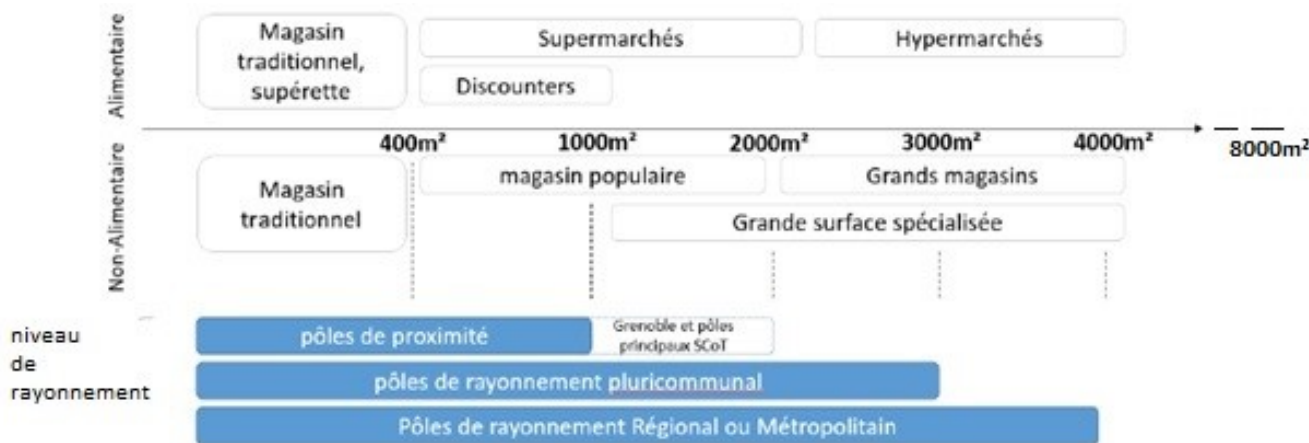 Alimentaire
Magasin
traditionnel,
supérette
Supermarchés
Hypermarchés
Discounters
400m² 1000m² 2000m² 3000m² 4000m² 8000m²
Non-Alimentaire
Magasin
traditionnel
magasin populaire
Grands magasins
Grande surface spécialisée
niveau
de
rayonnement
pôles de proximité
Grenoble et pôles
principaux SCoT
pôles de rayonnement pluricommunal
Pôles de rayonnement Régional ou Métropolitain